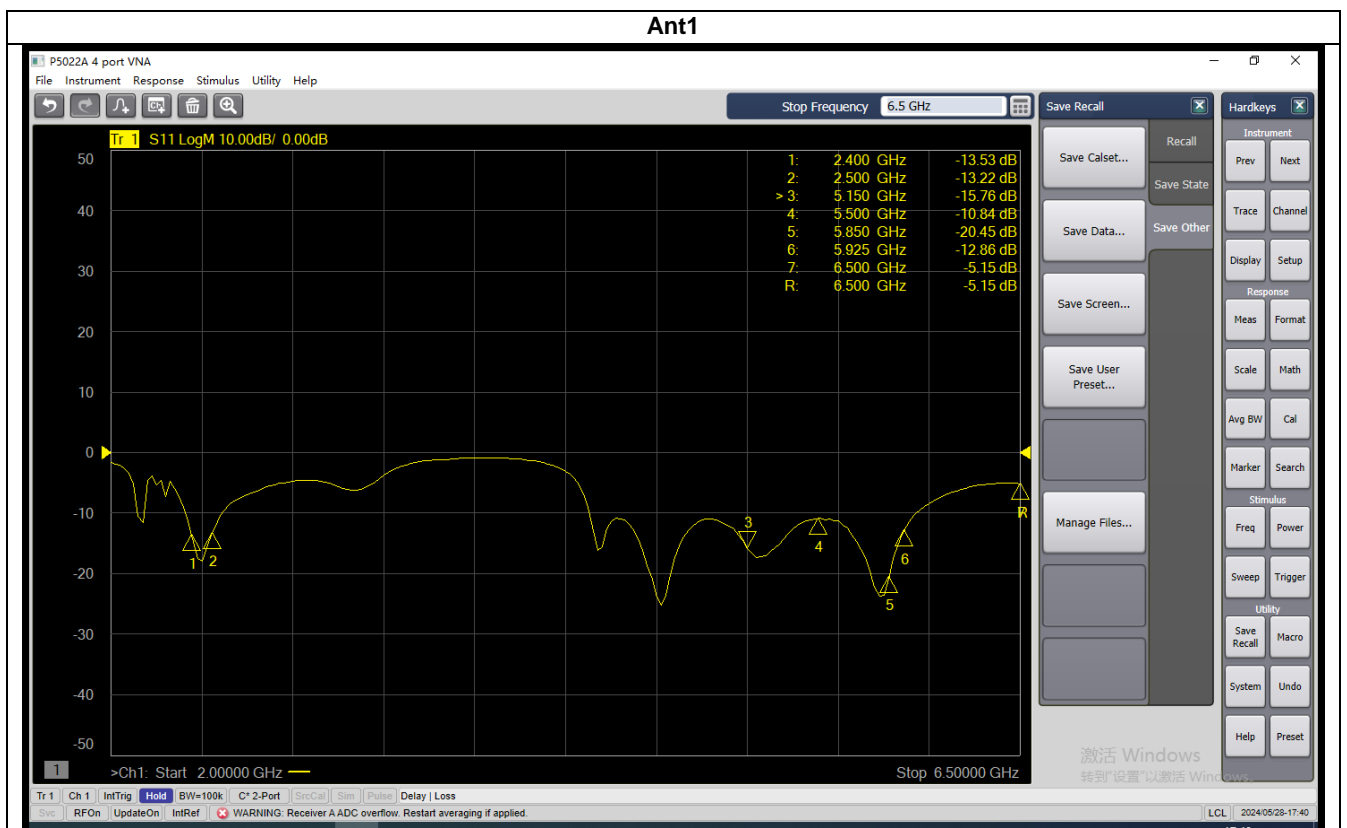 Ant1
P5022A 4 port VNA
File Instrument Response Stimulus Utility Help
Stop Frequency 6.5 GHz
Tr 1 S11 LogM 10.00dB/ 0.00dB
1: 2.400 GHz -13.53 dB
2: 2.500 GHz -13.22 dB
> 3: 5.150 GHz -15.76 dB
4: 5.500 GHz -10.84 dB
5: 5.850 GHz -20.45 dB
6: 5.925 GHz -12.86 dB
7: 6.500 GHz -5.15 dB
R: 6.500 GHz -5.15 dB
50
40
30
20
10
0
-10
-20
-30
-40
-50
1
2
3
4
5
6
R
1
>Ch1: Start 2.00000 GHz
Stop 6.50000 GHz
Save Recall
Save Calset...
Save Data...
Save Screen...
Save User
Preset...
Manage Files...
Recall
Save State
Save Other
Hardkeys
Instrument
Prev Next
Trace Channel
Display Setup
Response
Meas Format
Scale Math
Avg BW Cal
Marker Search
Stimulus
Freq Power
Sweep Trigger
Utility
Save
Recall Macro
System Undo
Help Preset
激活 Windows
转到"设置"以激活 Windows。
Tr 1 Ch 1 IntTrig Hold BW=100k C* 2-Port SrcCal Sim Pulse Delay | Loss
Svc RFOn UpdateOn IntRef WARNING: Receiver A ADC overflow. Restart averaging if applied. LCL 2024/05/28-17:40